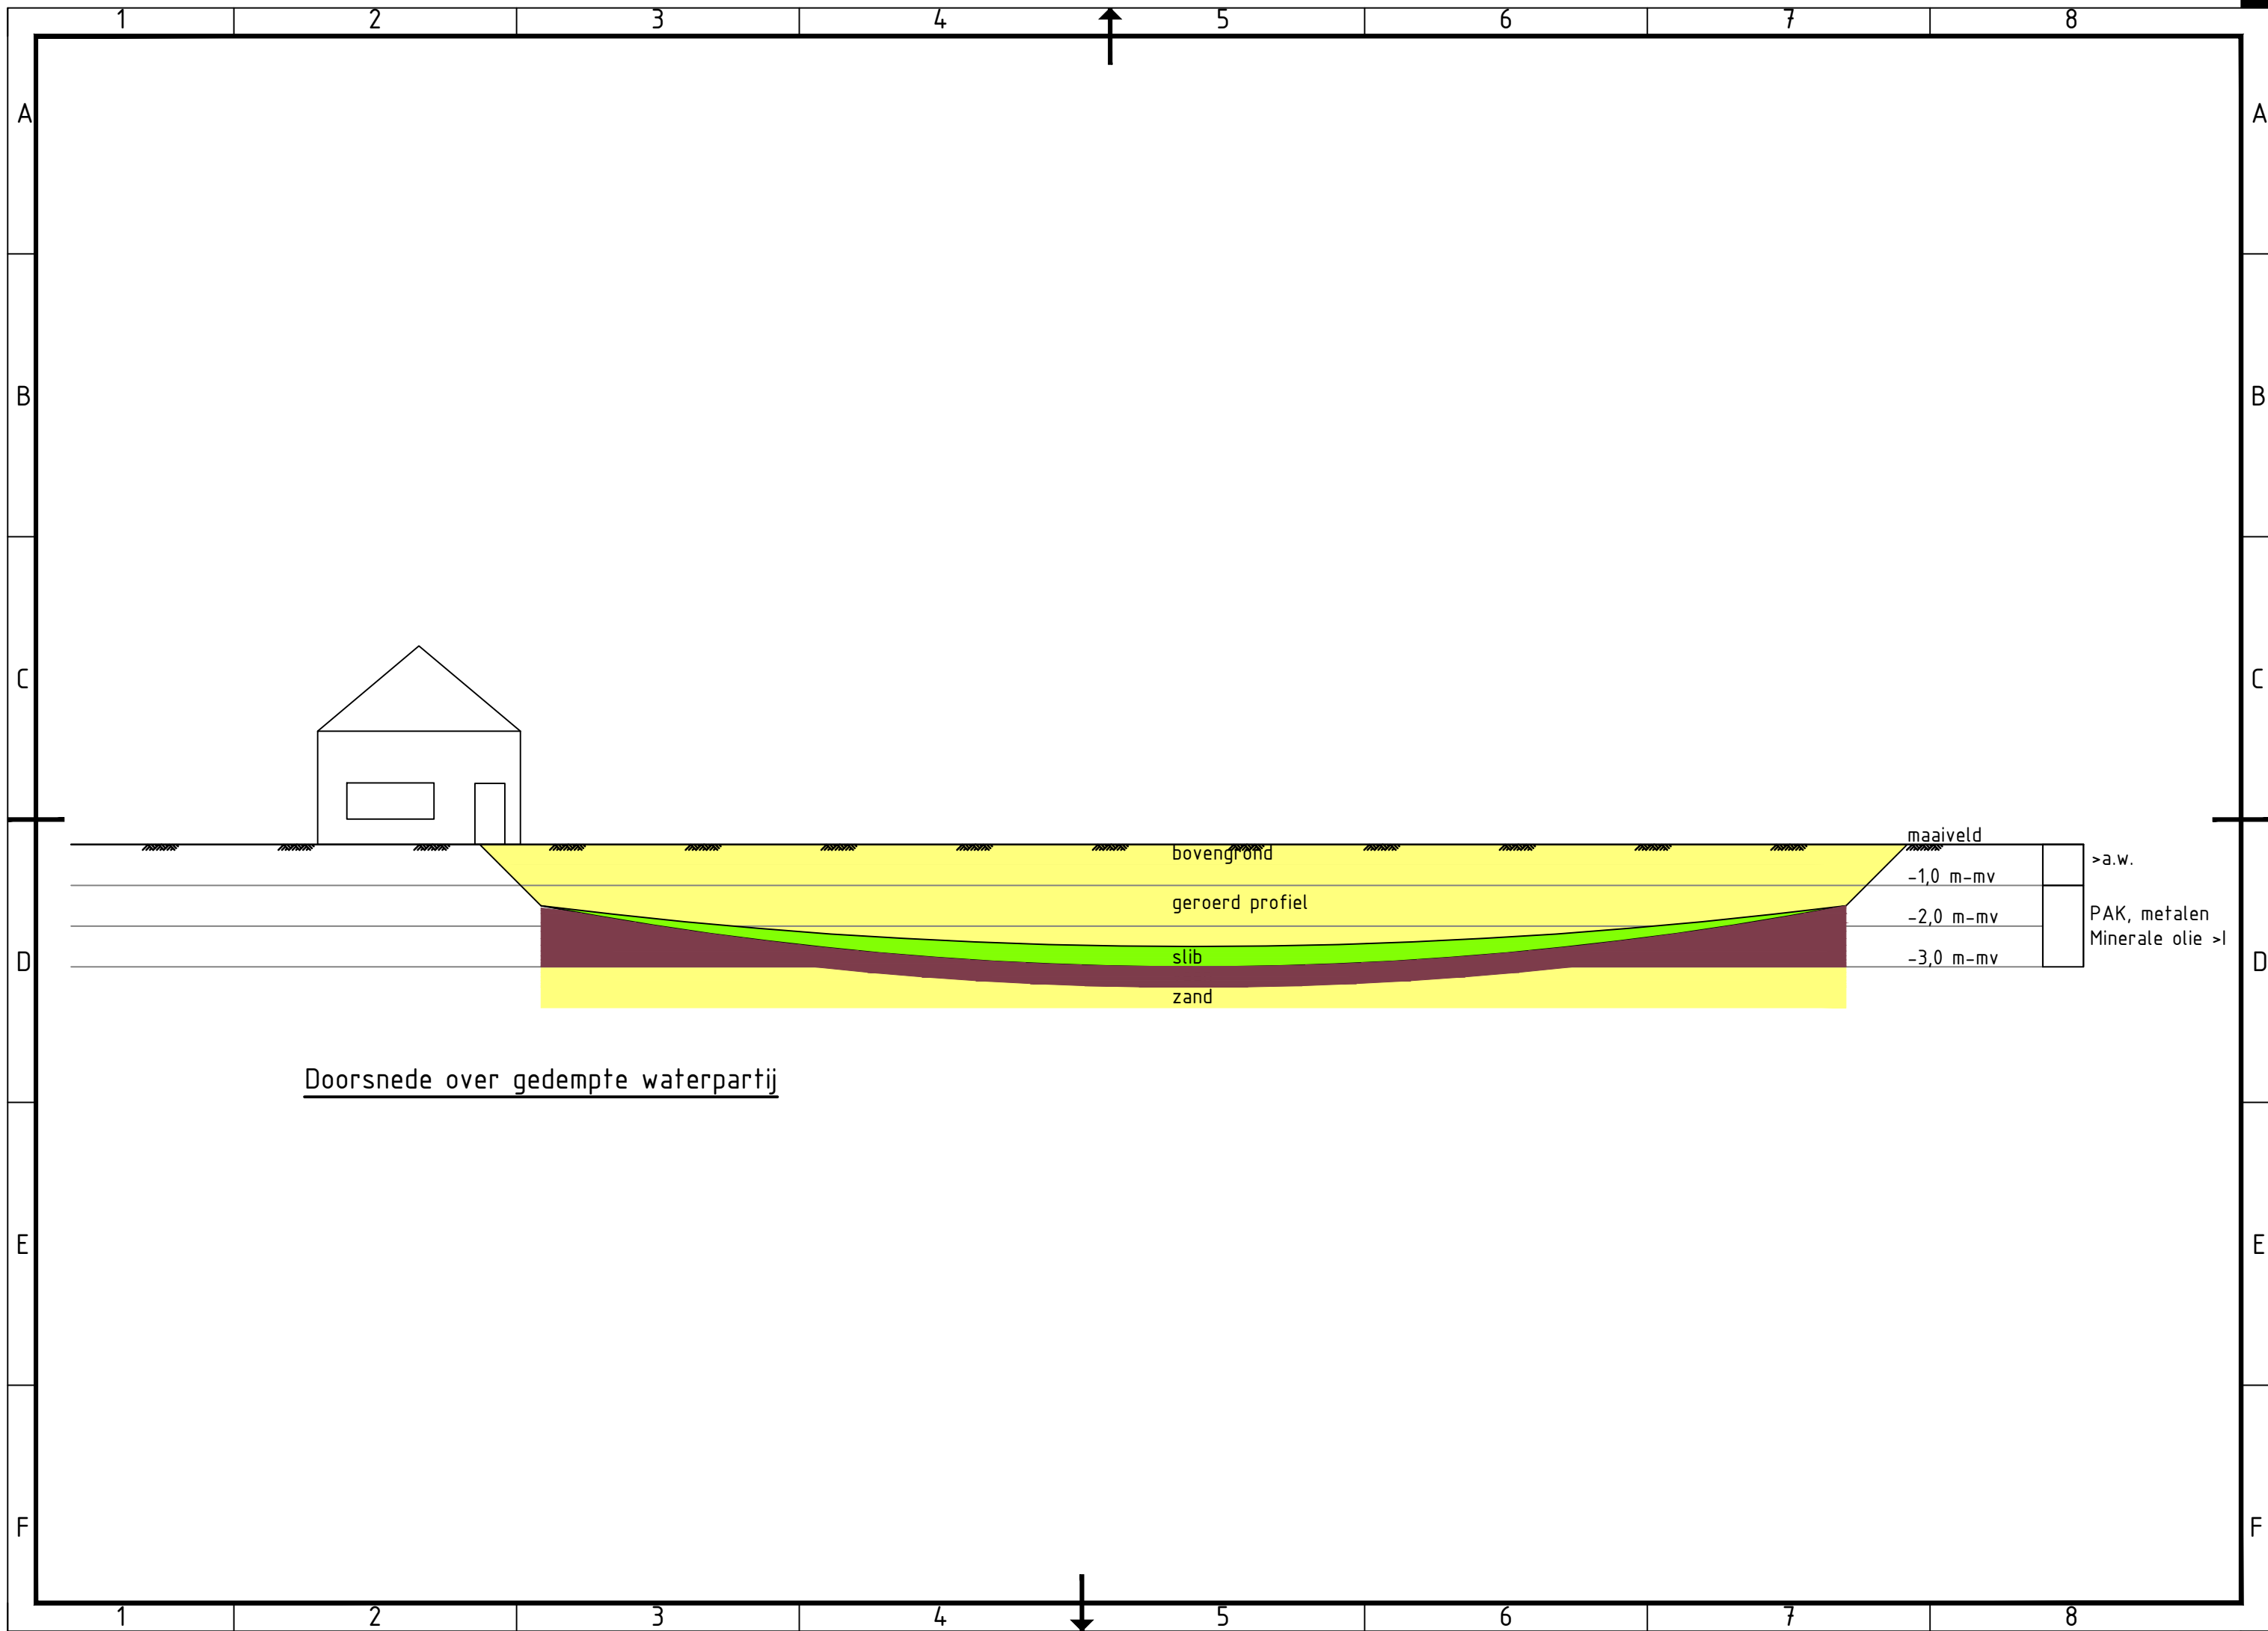 1 2 3 4 5 6 7 8
A A
B B
C C
maaiveld
bovengrond
>a.w.
-1,0 m-mv
geroerd profiel
PAK, metalen
-2,0 m-mv
Minerale olie >I
slib
-3,0 m-mv
D D
zand
Doorsnede over gedempte waterpartij
E E
F F
1 2 3 4 5 6 7 8